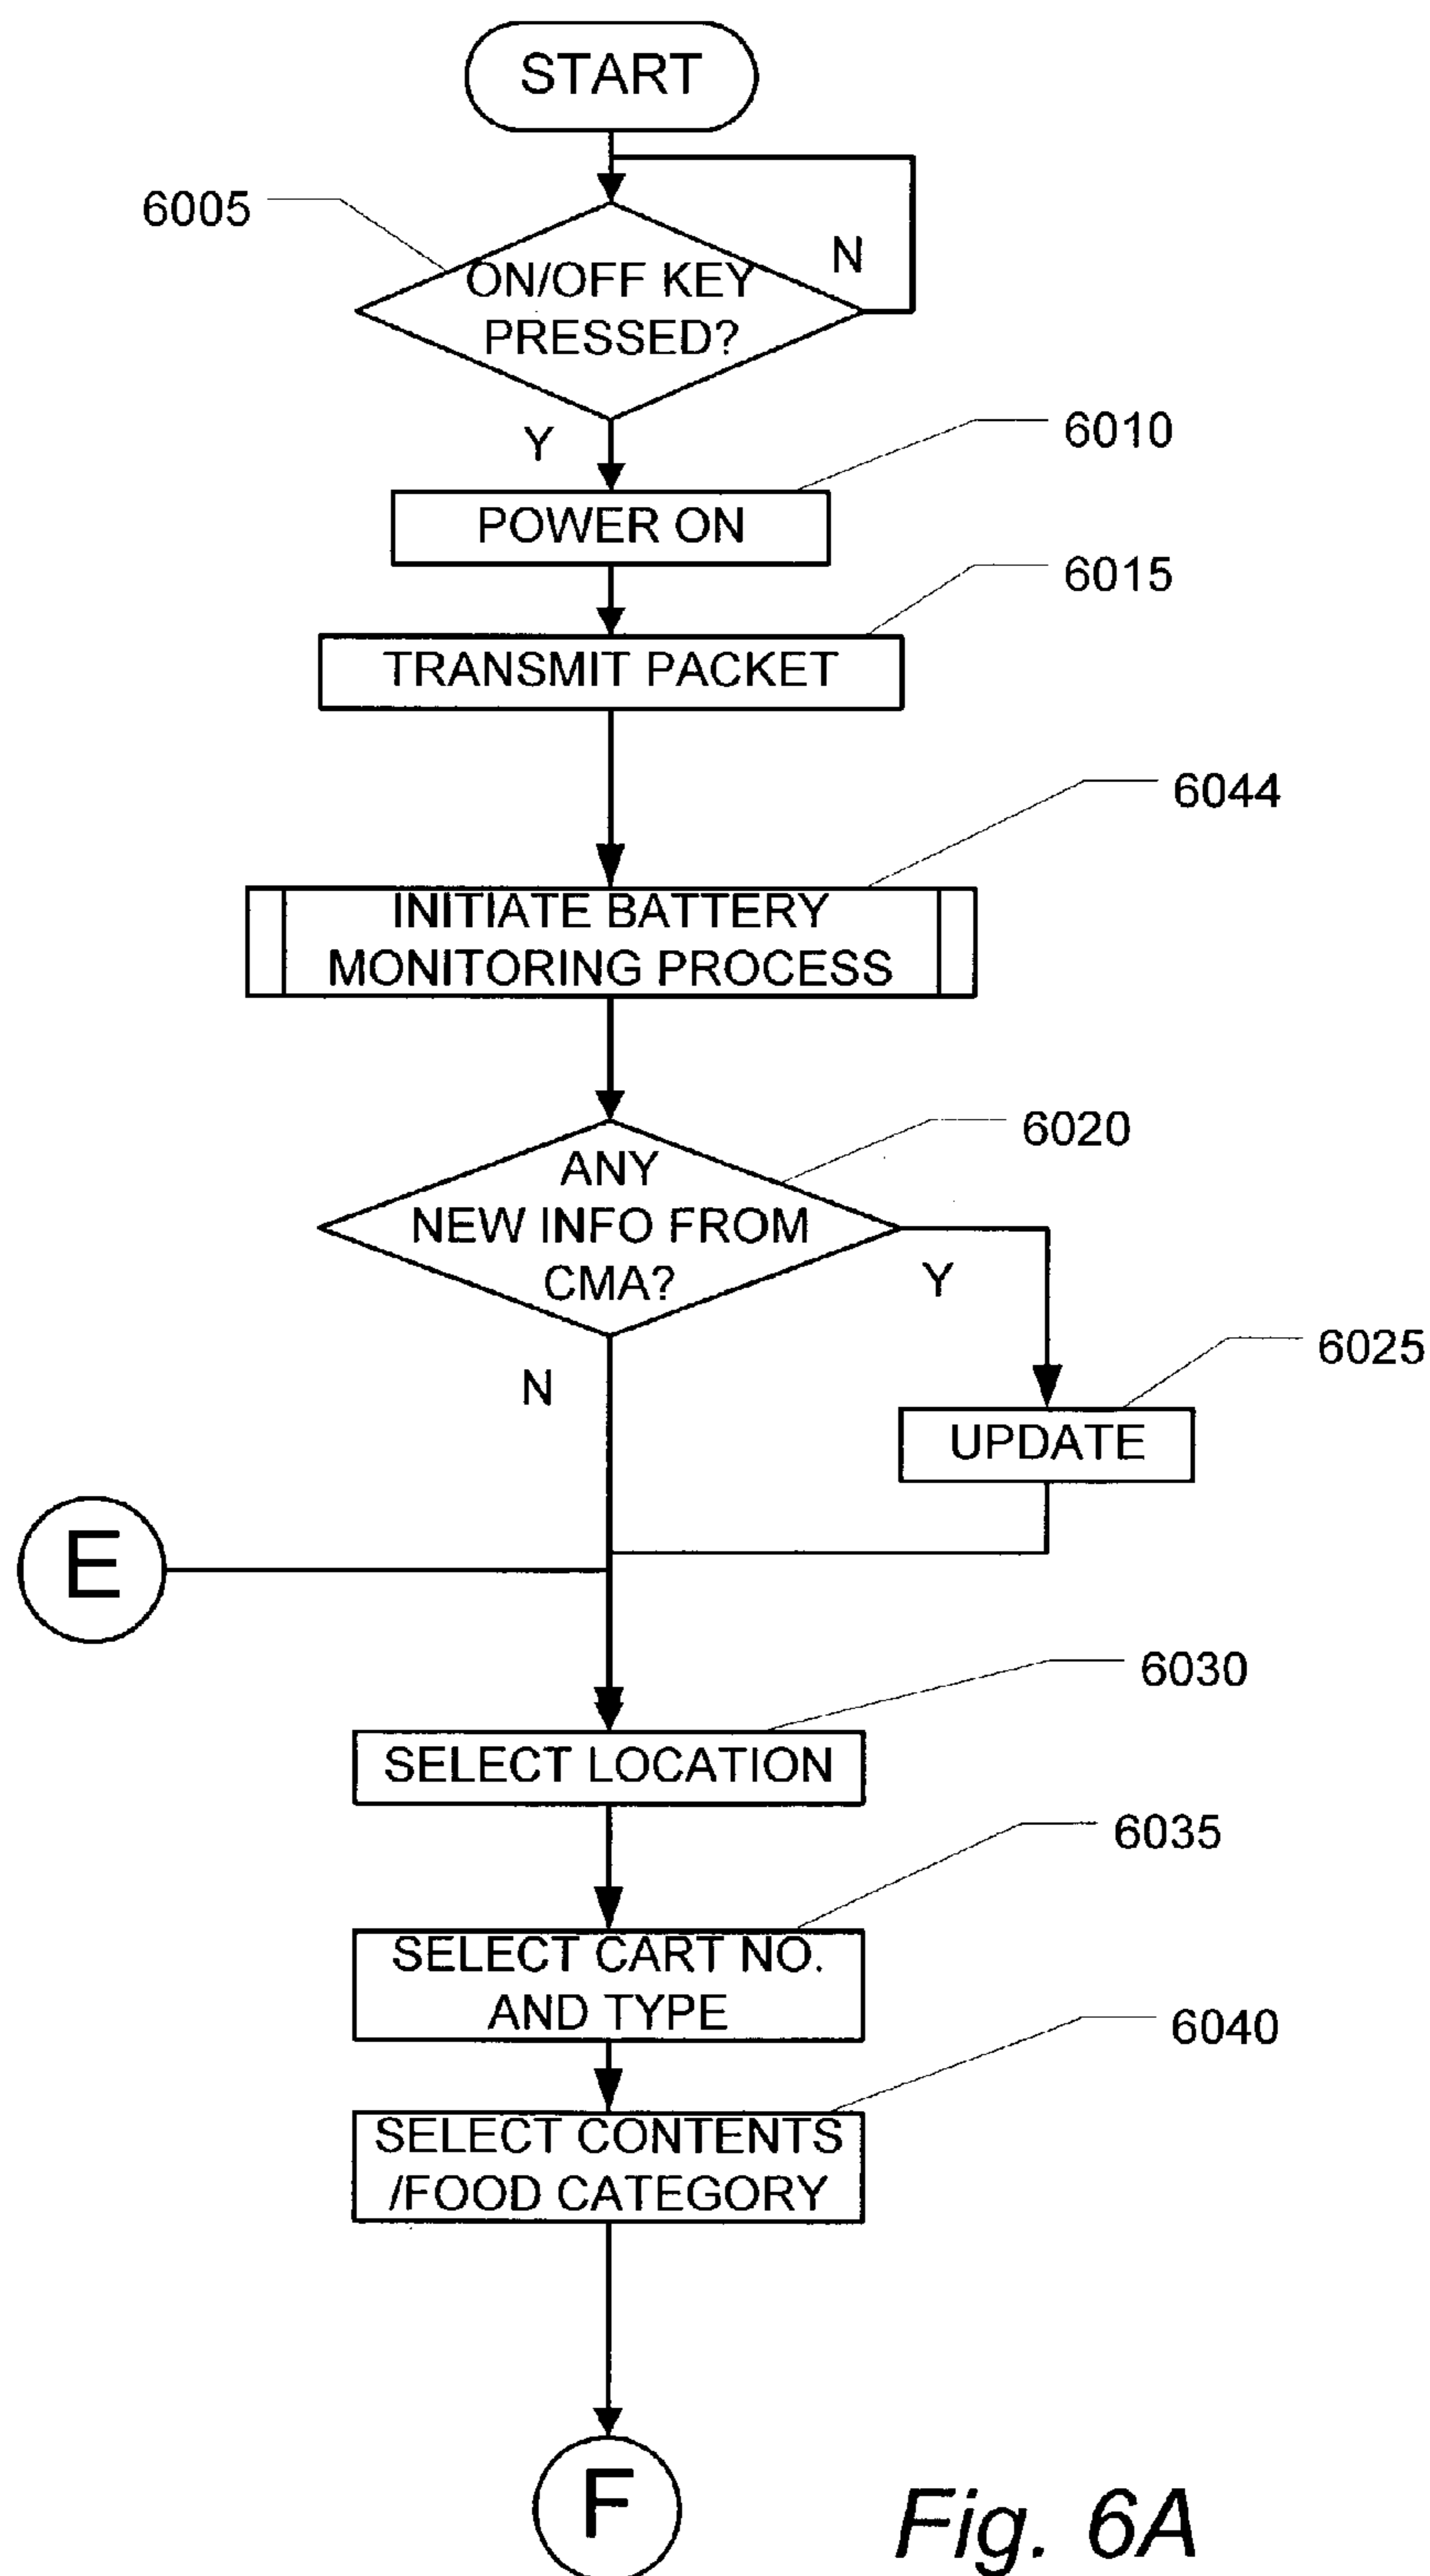 START
6005
ON/OFF KEY
PRESSED?
N
Y
6010
POWER ON
6015
TRANSMIT PACKET
6044
INITIATE BATTERY
MONITORING PROCESS
6020
ANY
NEW INFO FROM
CMA?
Y
N
6025
UPDATE
E
6030
SELECT LOCATION
6035
SELECT CART NO.
AND TYPE
6040
SELECT CONTENTS
/FOOD CATEGORY
F
Fig. 6A